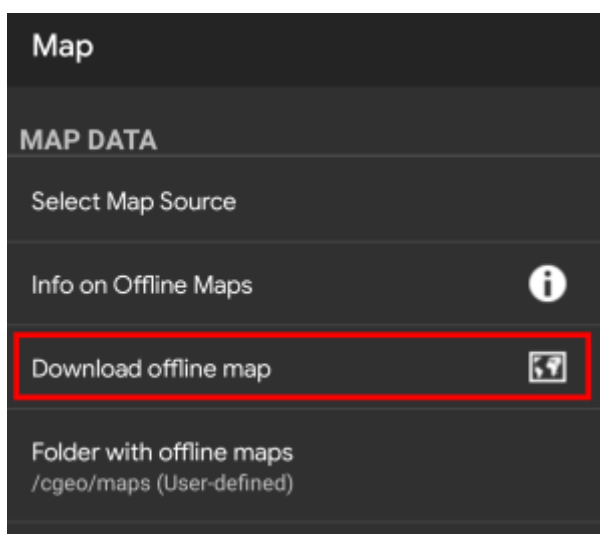 Map
MAP DATA
Select Map Source
Info on Offline Maps
Download offline map
Folder with offline maps
/cgeo/maps (User-defined)